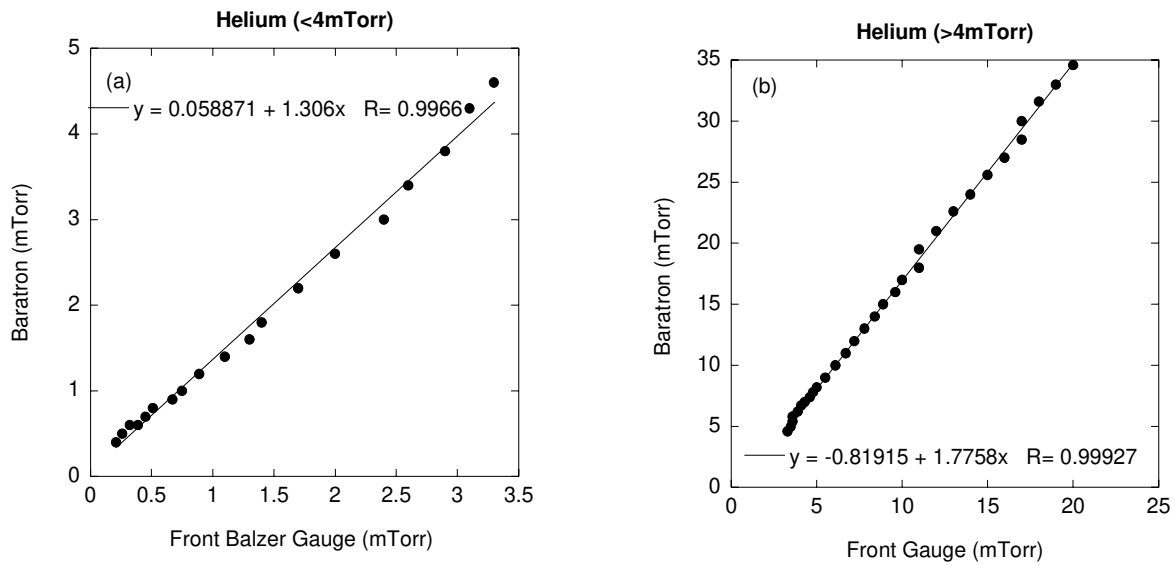 Helium (<4mTorr)
(a)
y = 0.058871 + 1.306x R= 0.9966
5
4
3
2
1
0
0 0.5 1 1.5 2 2.5 3 3.5
Baratron (mTorr)
Front Balzer Gauge (mTorr)
Helium (>4mTorr)
(b)
35
30
25
20
15
10
5
0
y = -0.81915 + 1.7758x R= 0.99927
0 5 10 15 20 25
Baratron (mTorr)
Front Gauge (mTorr)